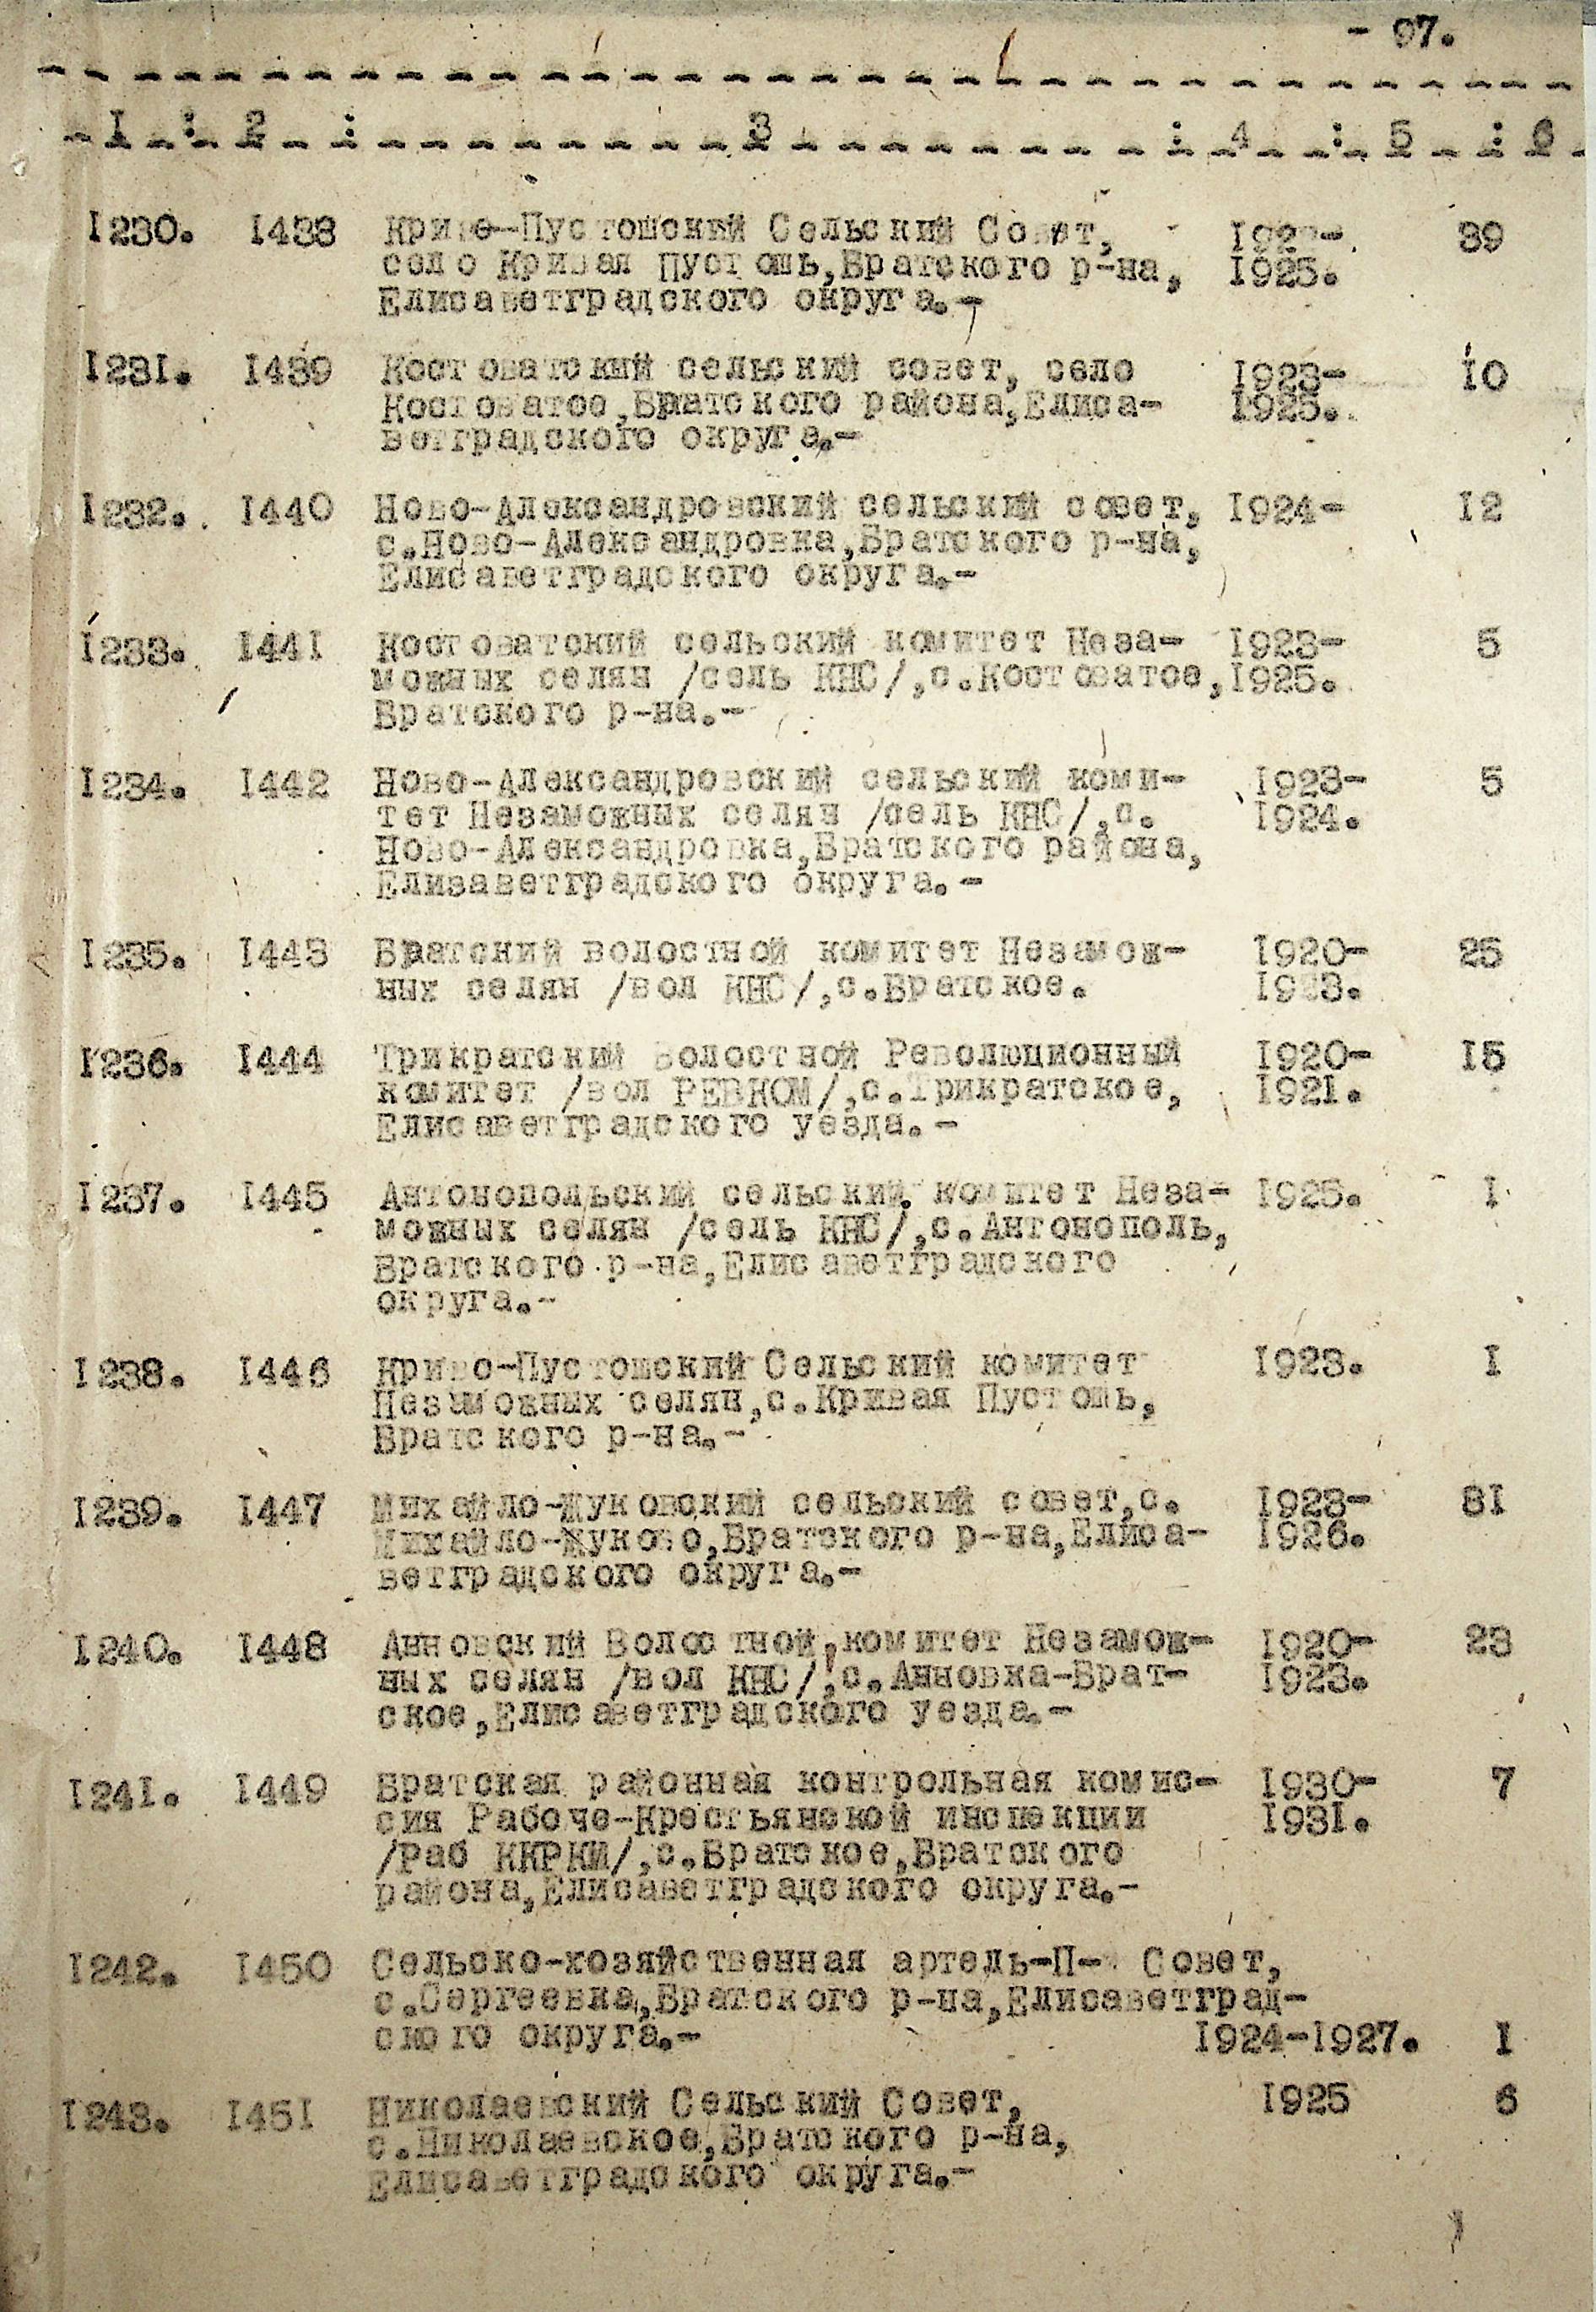 - 97.
1 : 2 : 3 : 4 : 5 : 6
1230. 1438 Криво-Пустошский Сельский Совет, 192 - 39
село Кривая Пустошь,Братского р-на, 1925.
Елисаветградского округа.-
1231. 1439 Костоватский сельский совет, село 1923- 10
Костоватое,Братского района,Елиса- 1925.
ветградского округа.-
1232. 1440 Ново-Александровский сельский совет, 1924- 12
с.Ново-Александровка,Братского р-на,
Елисаветградского округа.-
1233. 1441 Костоватский сельский комитет Неза- 1923- 5
можных селян /сель КНС/,с.Костоватое, 1925.
Братского р-на.-
1234. 1442 Ново-Александровский сельский коми- 1923- 5
тет Незаможных селян /сель КНС/,с. 1924.
Ново-Александровка,Братского района,
Елизаветградского округа.-
1235. 1443 Братский волостной комитет Незамож- 1920- 25
ных селян /вол КНС/,с.Братское. 1923.
1236. 1444 Трикратский волостной Революционный 1920- 15
комитет /вол РЕВКОМ/,с.Трикратское, 1921.
Елисаветградского уезда.-
1237. 1445 Антонопольский сельский комитет Неза- 1925. 1
можных селян /сель КНС/,с.Антонополь,
Братского р-на,Елисаветградского
округа.-
1238. 1446 Криво-Пустошский Сельский комитет 1923. 1
Незаможных селян,с.Кривая Пустошь,
Братского р-на.-
1239. 1447 Михайло-Жуковский сельский совет,с. 1923- 31
Михайло-Жуково,Братского р-на,Елиса- 1926.
ветградского округа.-
1240. 1448 Анновский Волостной,комитет Незамож- 1920- 23
ных селян /вол КНС/,с.Анновка-Брат- 1923.
ское,Елисаветградского уезда.-
1241. 1449 Братская районная контрольная комис- 1930- 7
сия Рабоче-Крестьянской инспекции 1931.
/Раб ККРКИ/,с.Братское,Братского
района,Елисаветградского округа.-
1242. 1450 Сельско-хозяйственная артель-П- Совет,
с.Сергеевка,Братского р-на,Елисаветград-
ского округа.- 1924-1927. 1
1243. 1451 Николаевский Сельский Совет, 1925 6
с.Николаевское,Братского р-на,
Елисаветградского округа.-